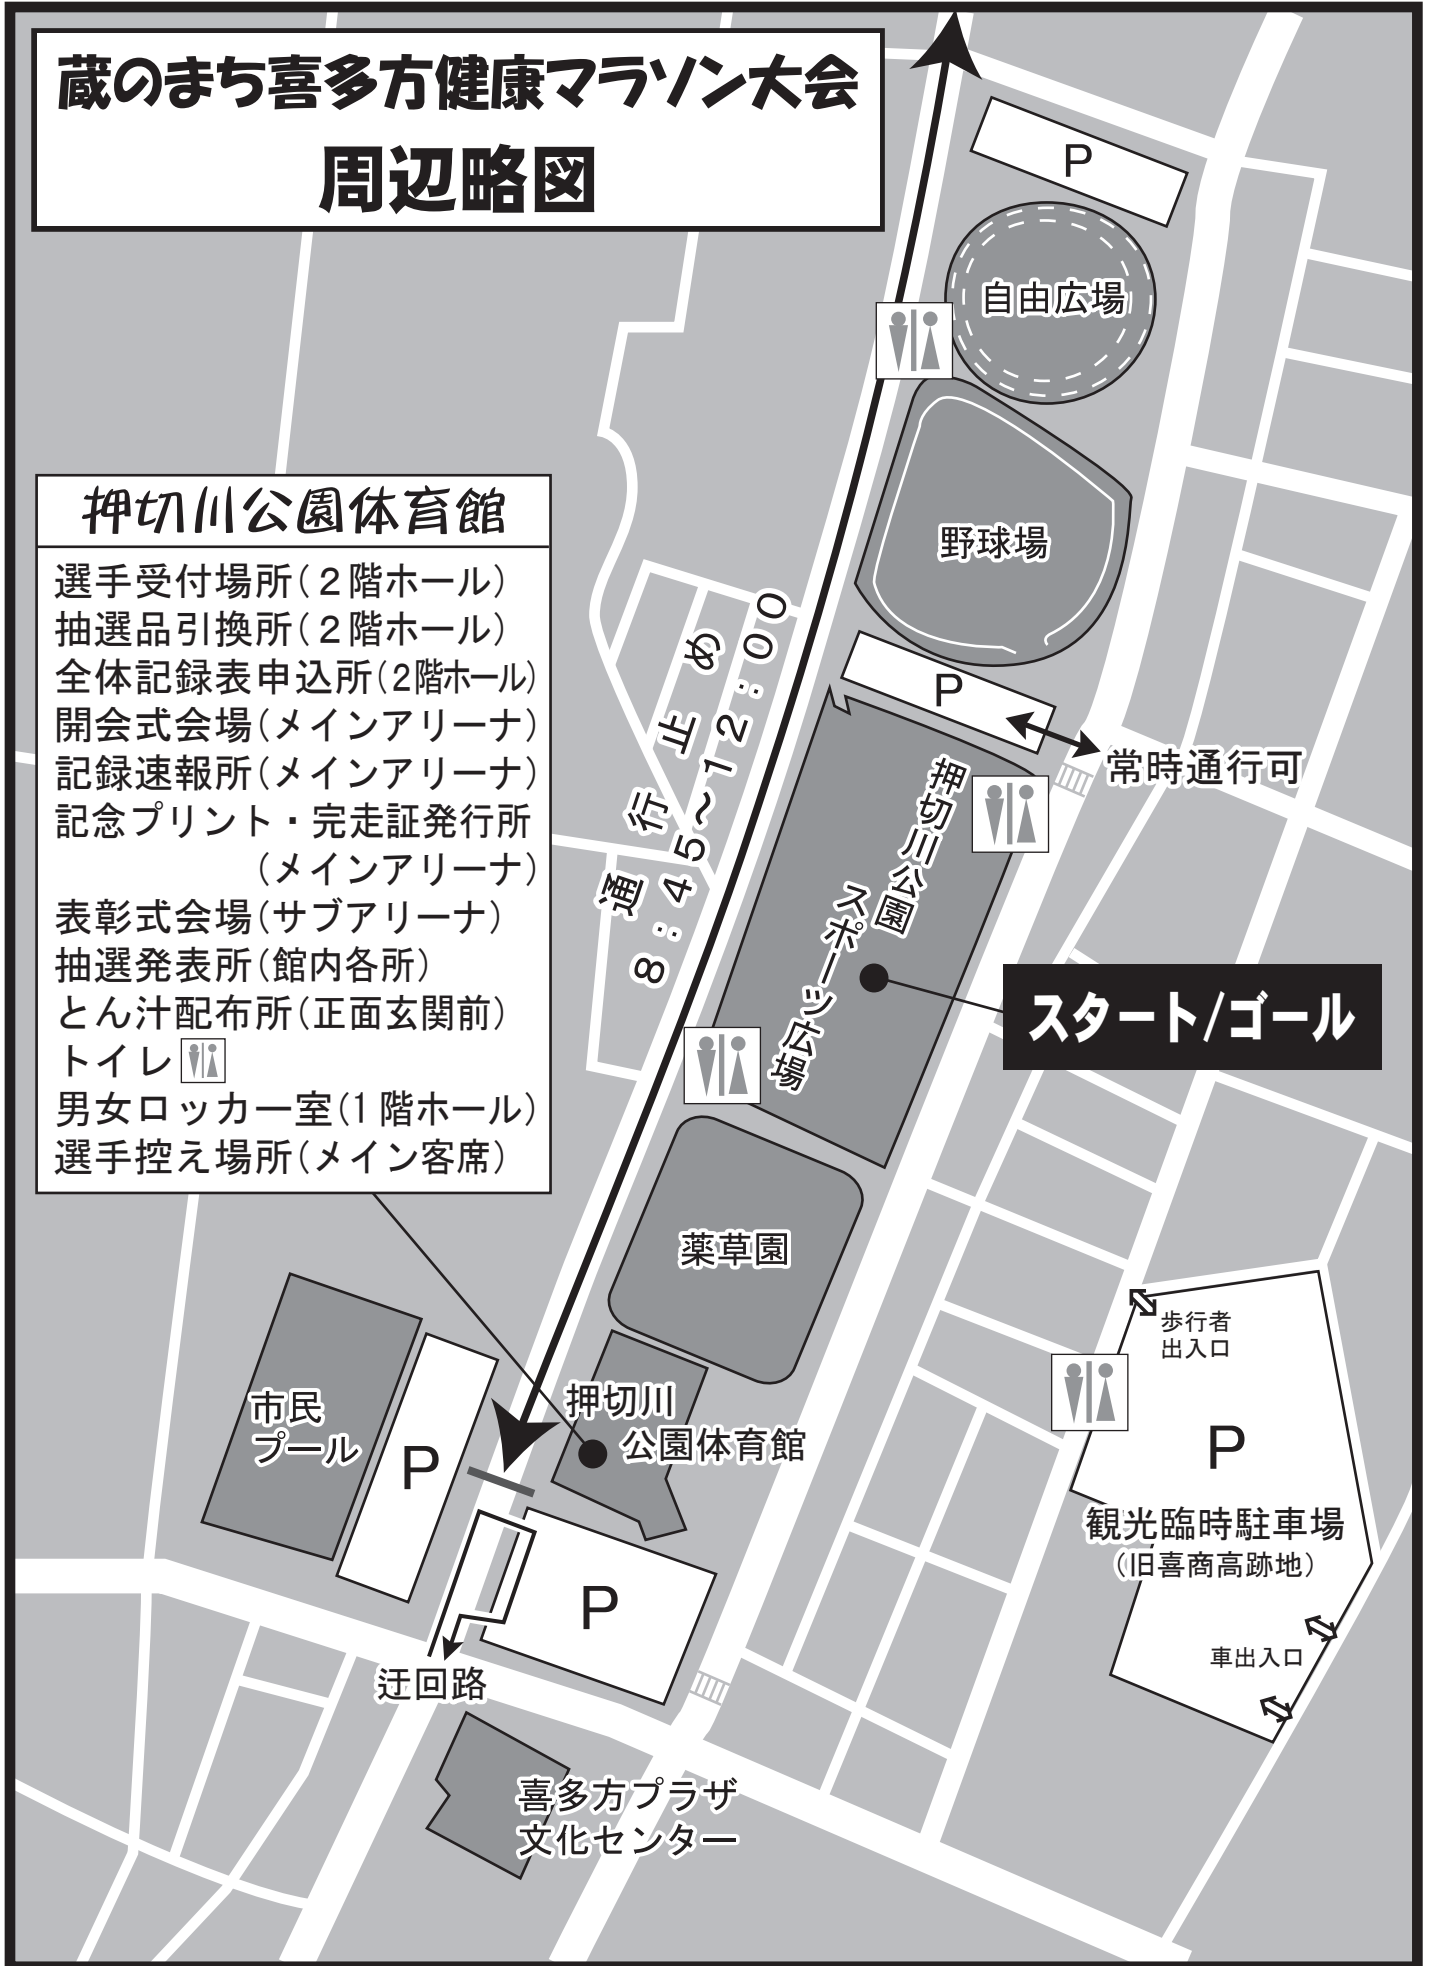 蔵のまち喜多方健康マラソン大会
周辺略図
P
自由広場
野球場
P
常時通行可
通行止め
8:45～12:00
押切川公園
スポーツ広場
スタート/ゴール
押切川公園体育館
選手受付場所(２階ホール)
抽選品引換所(２階ホール)
全体記録表申込所(2階ホール)
開会式会場(メインアリーナ)
記録速報所(メインアリーナ)
記念プリント・完走証発行所
(メインアリーナ)
表彰式会場(サブアリーナ)
抽選発表所(館内各所)
とん汁配布所(正面玄関前)
トイレ
男女ロッカー室(1階ホール)
選手控え場所(メイン客席)
薬草園
歩行者
出入口
市民
プール
P
押切川
公園体育館
P
観光臨時駐車場
(旧喜商高跡地)
P
車出入口
迂回路
喜多方プラザ
文化センター